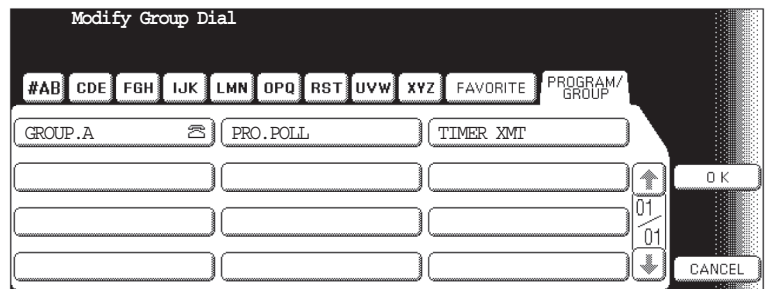 Modify Group Dial
#AB CDE FGH IJK LMN OPQ RST UVW XYZ FAVORITE PROGRAM/
GROUP
GROUP.A PRO.POLL TIMER XMT
OK
01
01
CANCEL